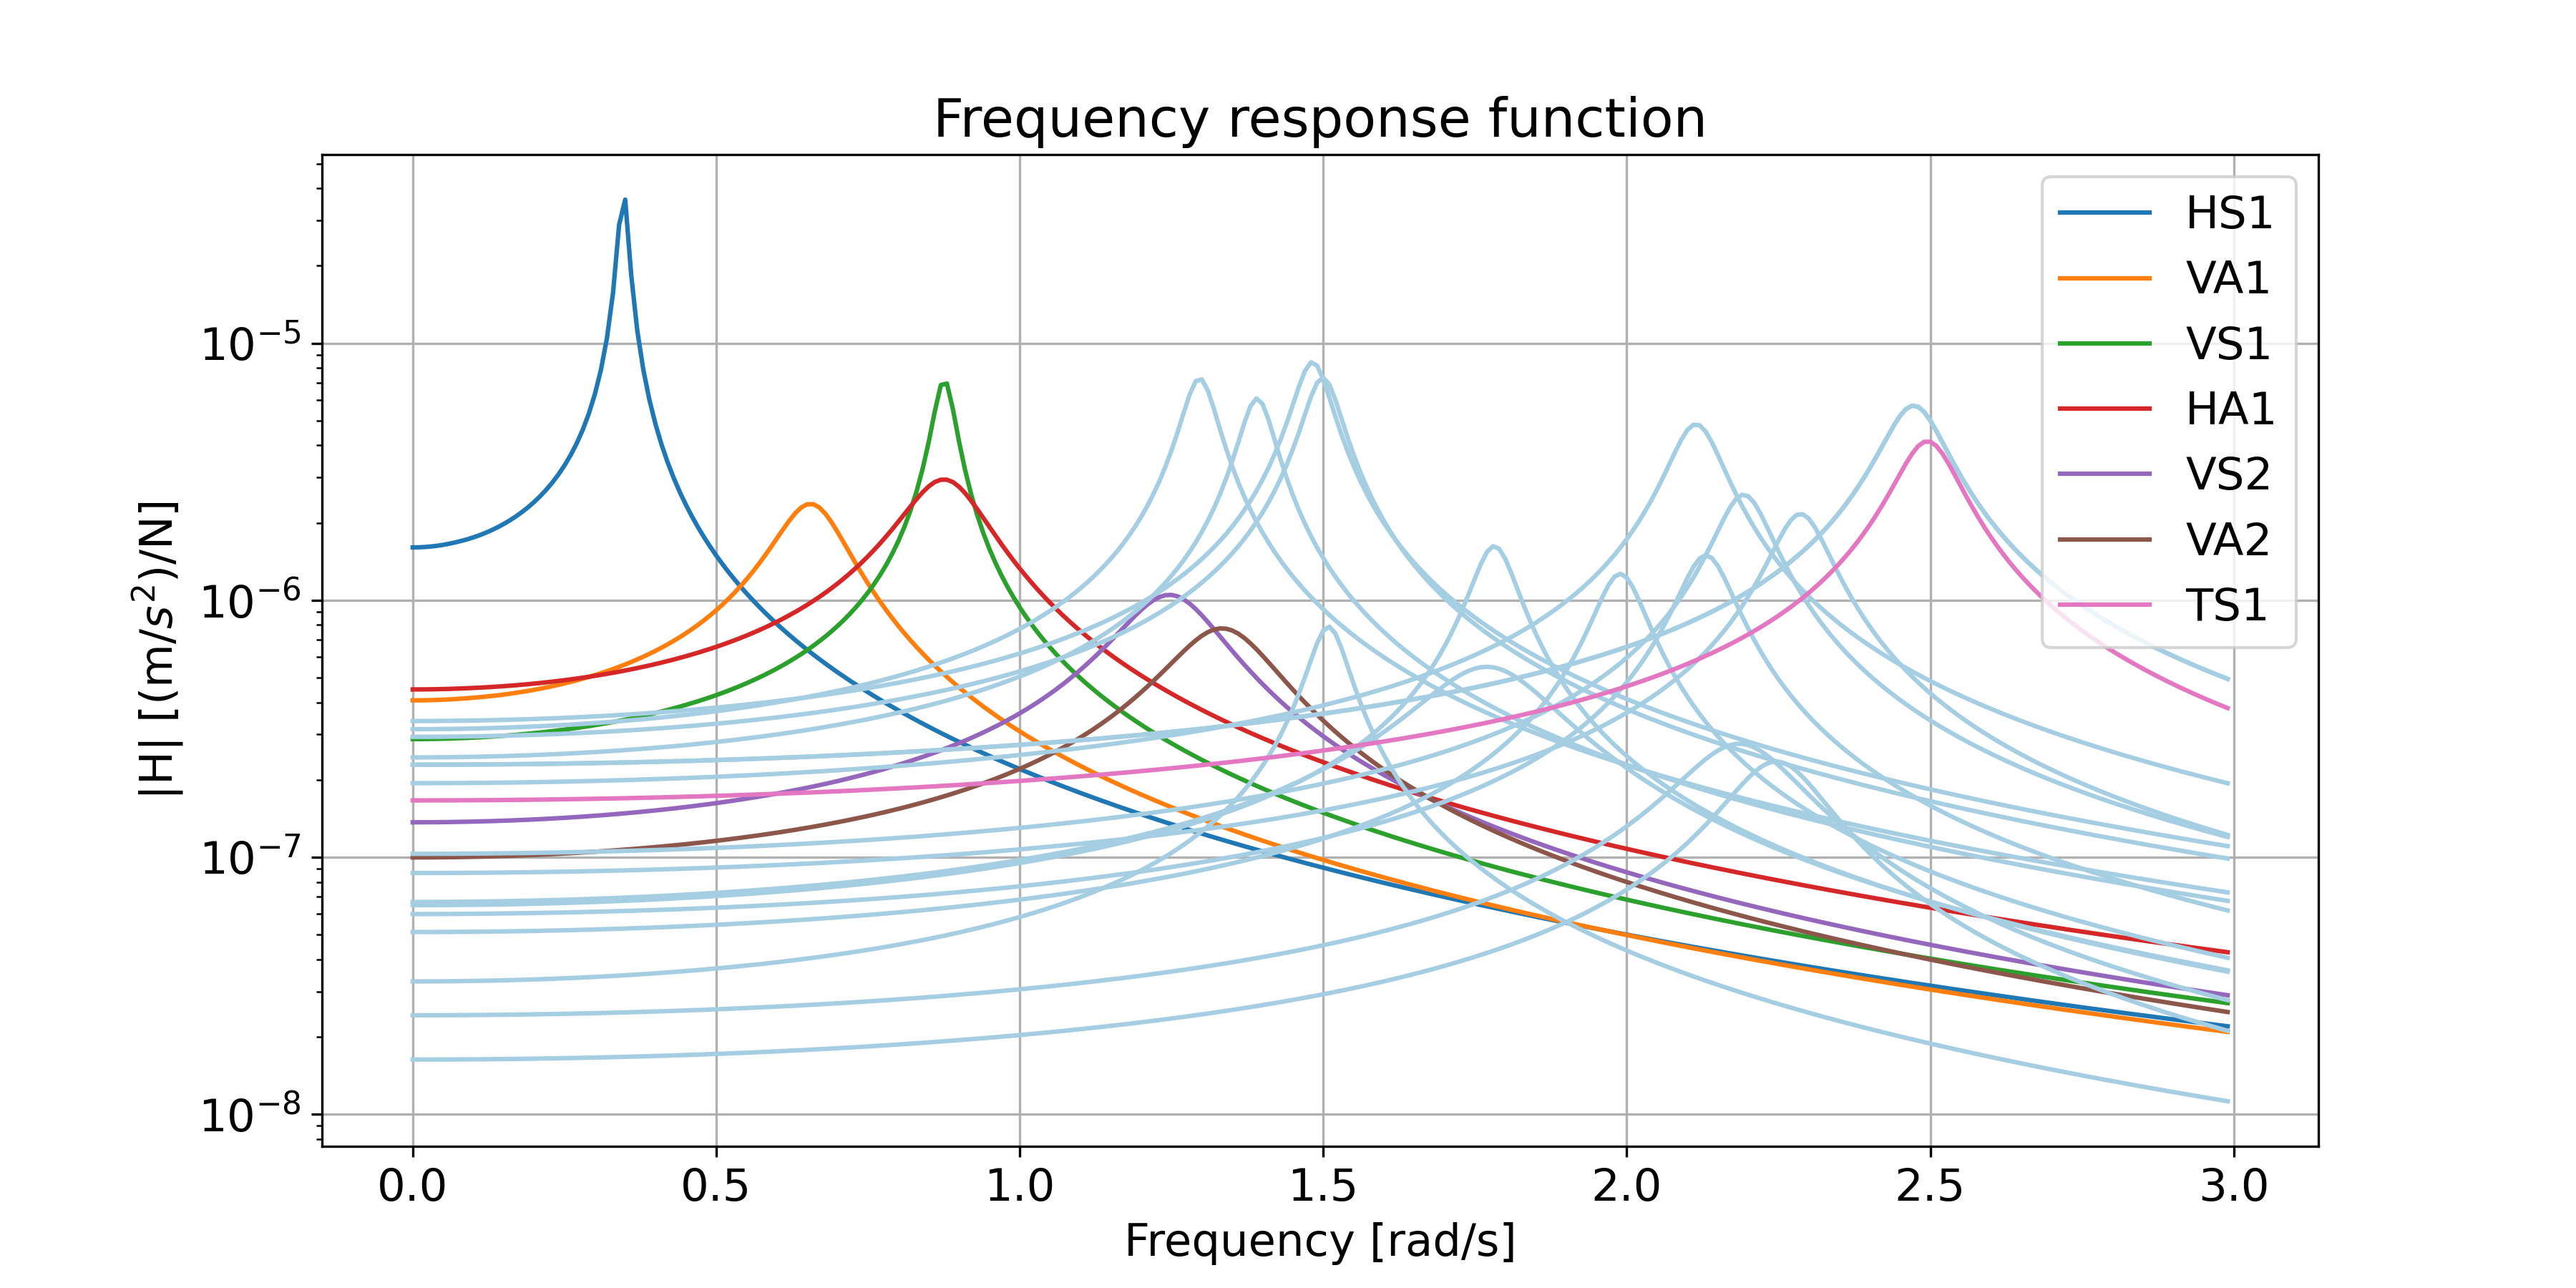 Frequency response function
|H| [(m/s²)/N]
10⁻⁵
10⁻⁶
10⁻⁷
10⁻⁸
HS1
VA1
VS1
HA1
VS2
VA2
TS1
0.0 0.5 1.0 1.5 2.0 2.5 3.0
Frequency [rad/s]